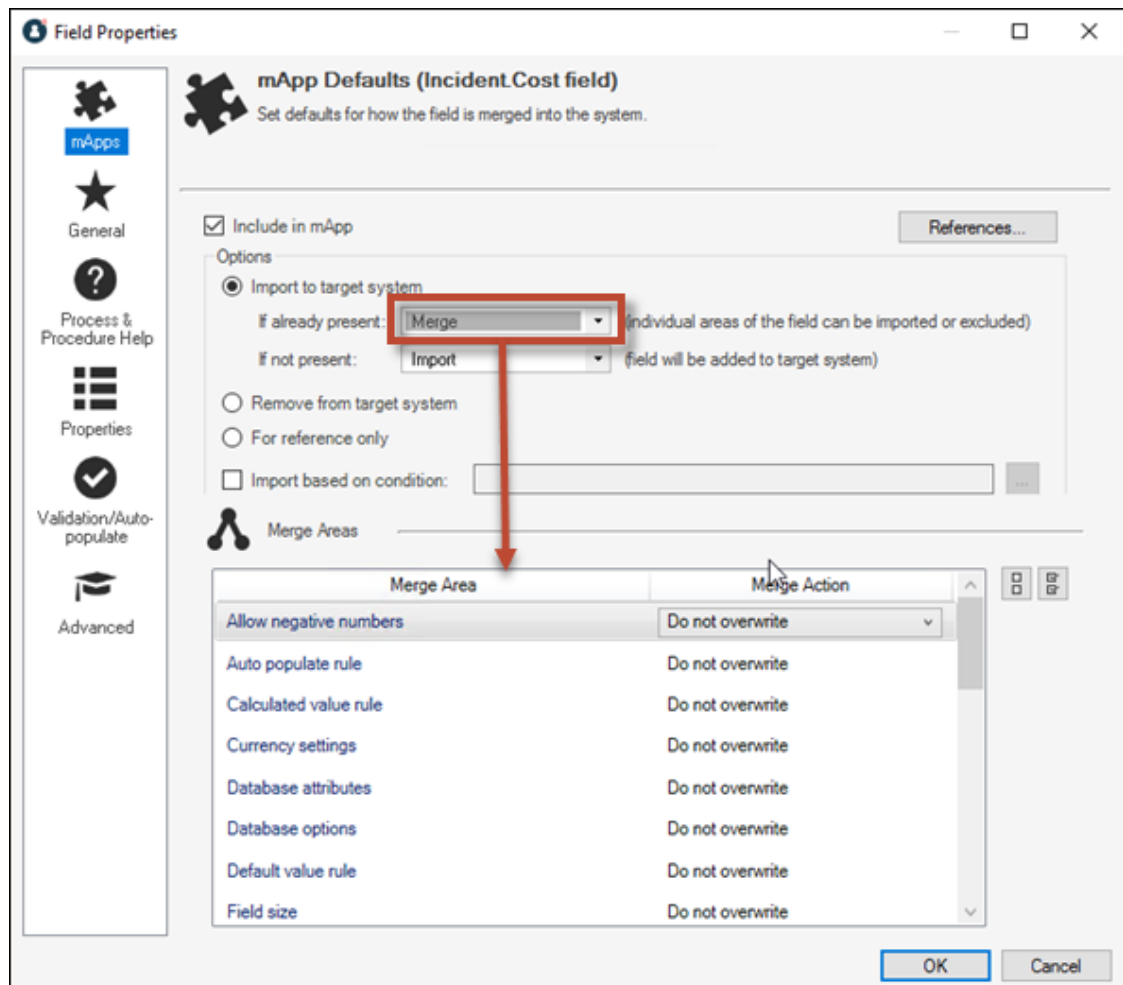 Field Properties
mApps
General
Process &
Procedure Help
Properties
Validation/Auto-
populate
Advanced
mApp Defaults (Incident.Cost field)
Set defaults for how the field is merged into the system.
Include in mApp
References...
Options
Import to target system
If already present: Merge (individual areas of the field can be imported or excluded)
If not present: Import (field will be added to target system)
Remove from target system
For reference only
Import based on condition: ...
Merge Areas
Merge Area Merge Action
Allow negative numbers Do not overwrite
Auto populate rule Do not overwrite
Calculated value rule Do not overwrite
Currency settings Do not overwrite
Database attributes Do not overwrite
Database options Do not overwrite
Default value rule Do not overwrite
Field size Do not overwrite
OK Cancel